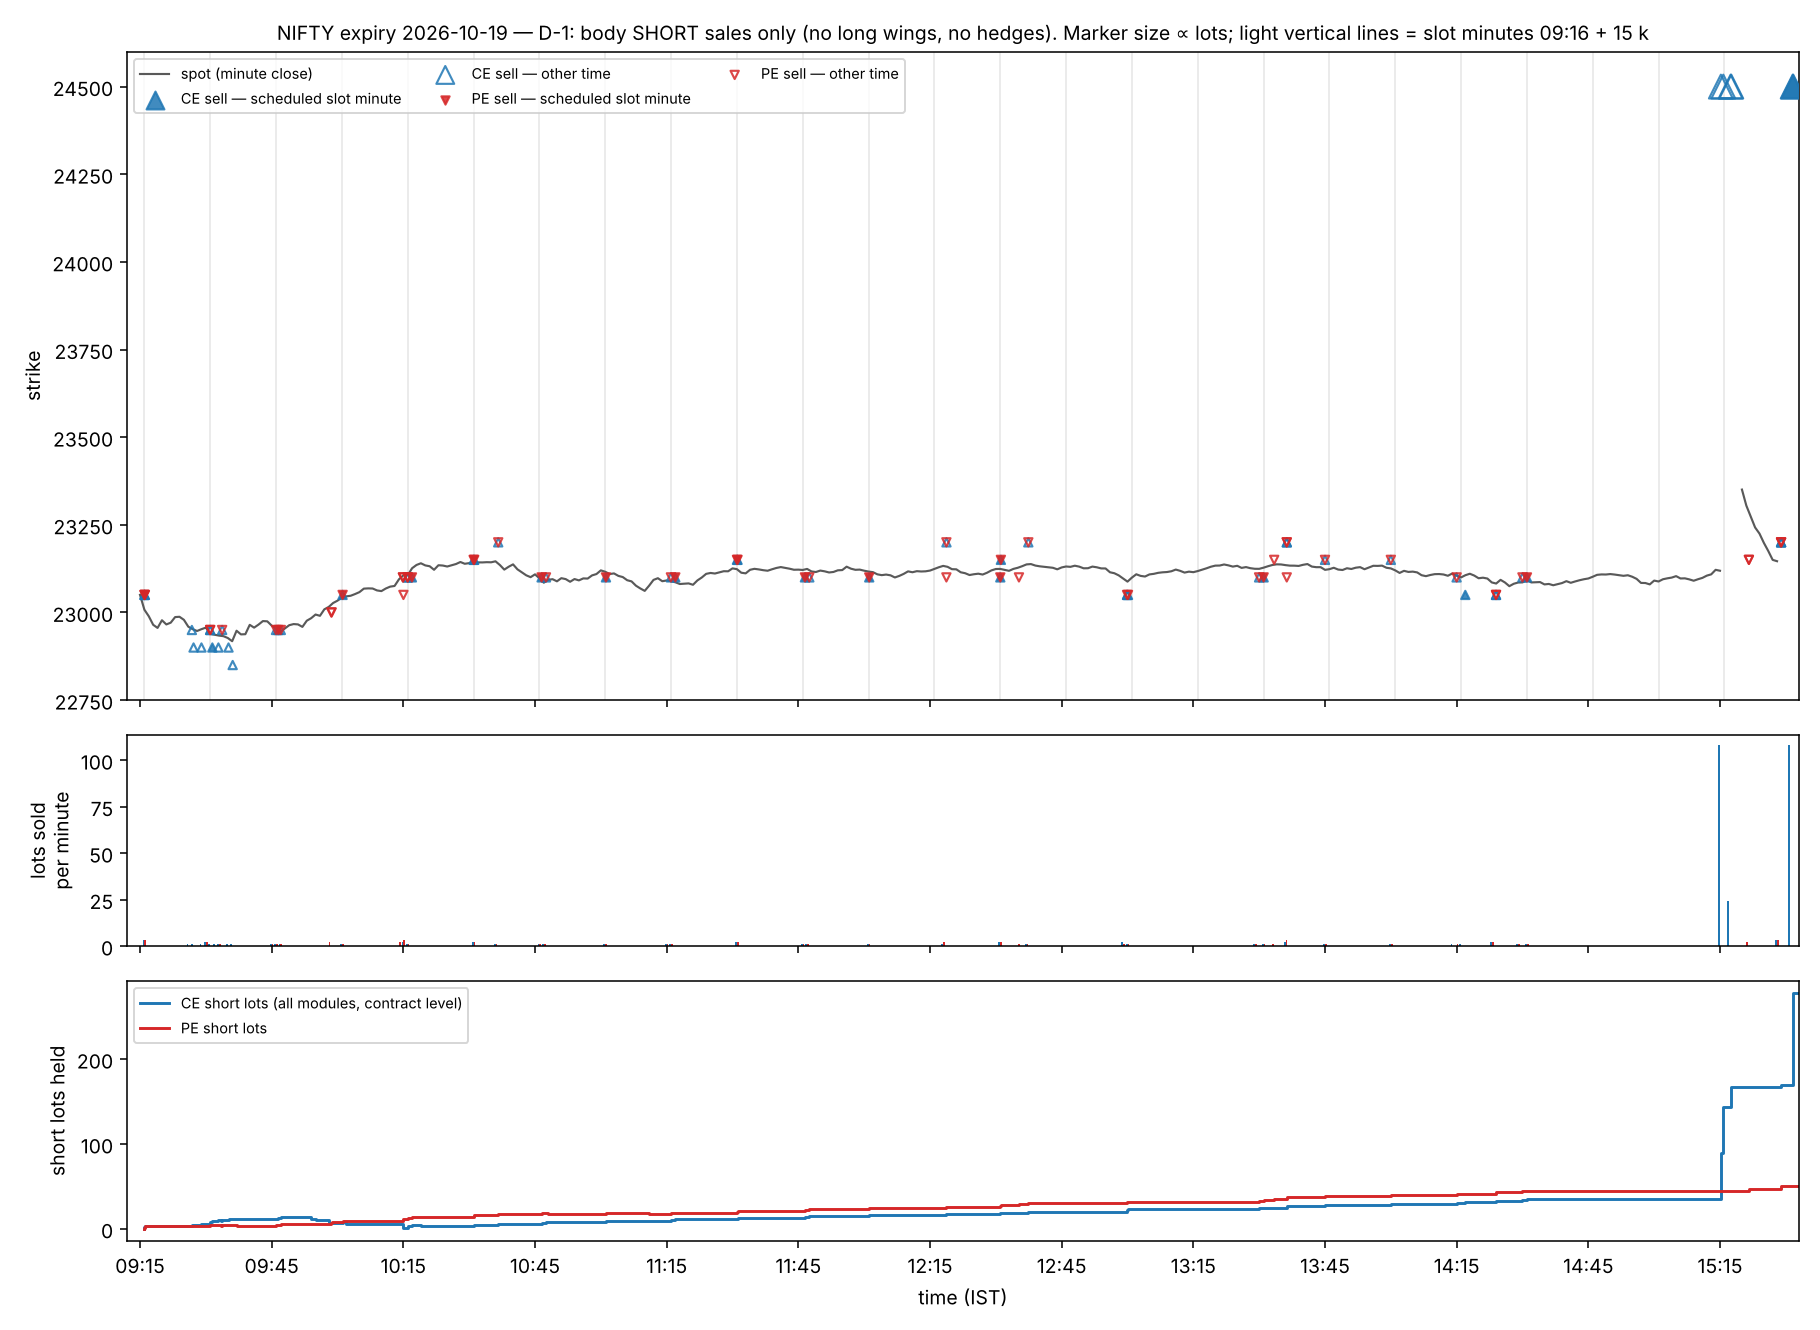 NIFTY expiry 2026-10-19 — D-1: body SHORT sales only (no long wings, no hedges). Marker size ∝ lots; light vertical lines = slot minutes 09:16 + 15 k
spot (minute close)
CE sell — scheduled slot minute
CE sell — other time
PE sell — scheduled slot minute
PE sell — other time
strike
24500
24250
24000
23750
23500
23250
23000
22750
lots sold
per minute
100
75
50
25
0
CE short lots (all modules, contract level)
PE short lots
short lots held
200
100
0
09:15 09:45 10:15 10:45 11:15 11:45 12:15 12:45 13:15 13:45 14:15 14:45 15:15
time (IST)